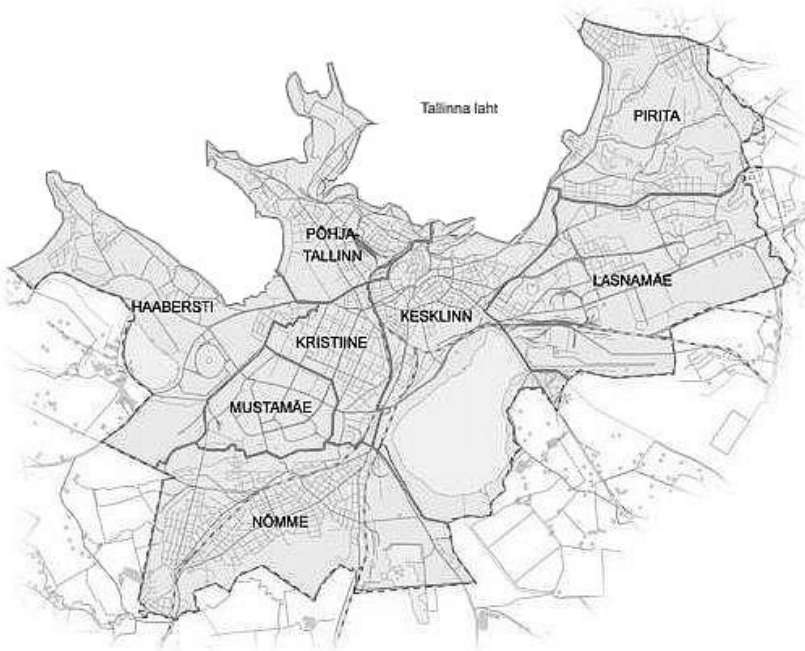 Tallinna laht
PIRITA
PÕHJA-
TALLINN
LASNAMÄE
HAABERSTI
KESKLINN
KRISTIINE
MUSTAMÄE
NÕMME